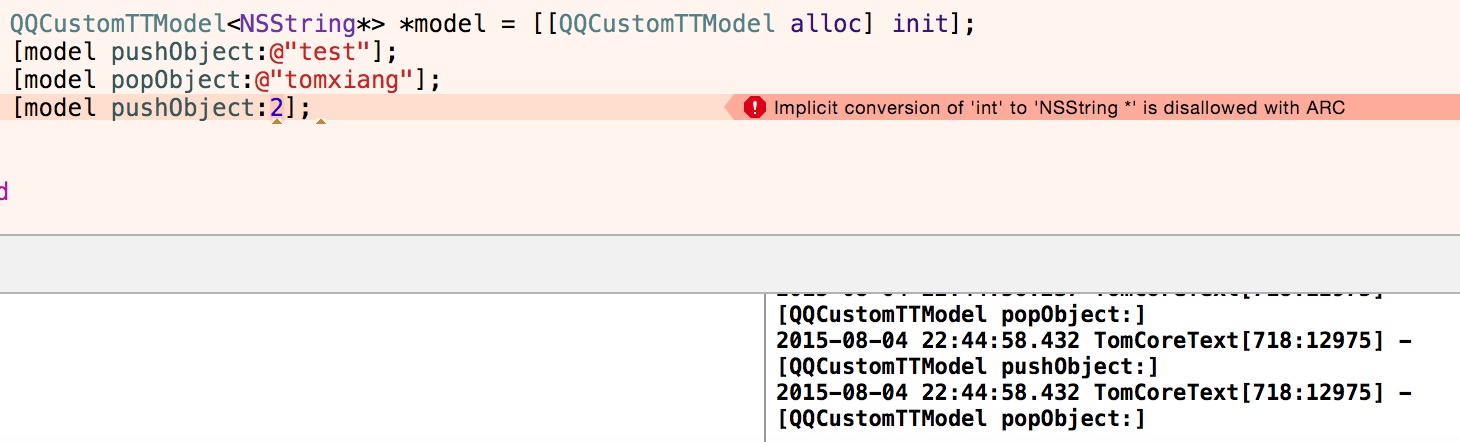 QQCustomTTModel<NSString*> *model = [[QQCustomTTModel alloc] init];
[model pushObject:@"test"];
[model popObject:@"tomxiang"];
[model pushObject:2];
Implicit conversion of 'int' to 'NSString *' is disallowed with ARC
d
[QQCustomTTModel popObject:]
2015-08-04 22:44:58.432 TomCoreText[718:12975] -
[QQCustomTTModel pushObject:]
2015-08-04 22:44:58.432 TomCoreText[718:12975] -
[QQCustomTTModel popObject:]